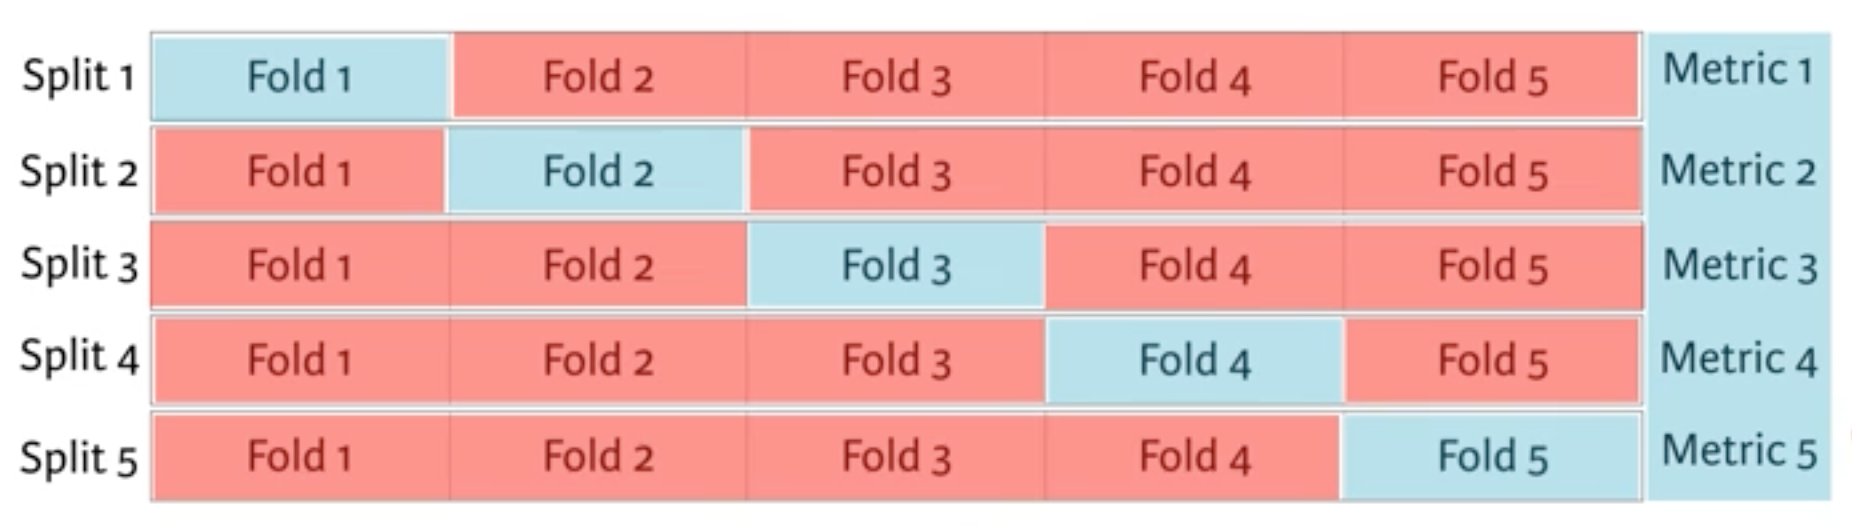 Split 1 Fold 1 Fold 2 Fold 3 Fold 4 Fold 5 Metric 1
Split 2 Fold 1 Fold 2 Fold 3 Fold 4 Fold 5 Metric 2
Split 3 Fold 1 Fold 2 Fold 3 Fold 4 Fold 5 Metric 3
Split 4 Fold 1 Fold 2 Fold 3 Fold 4 Fold 5 Metric 4
Split 5 Fold 1 Fold 2 Fold 3 Fold 4 Fold 5 Metric 5